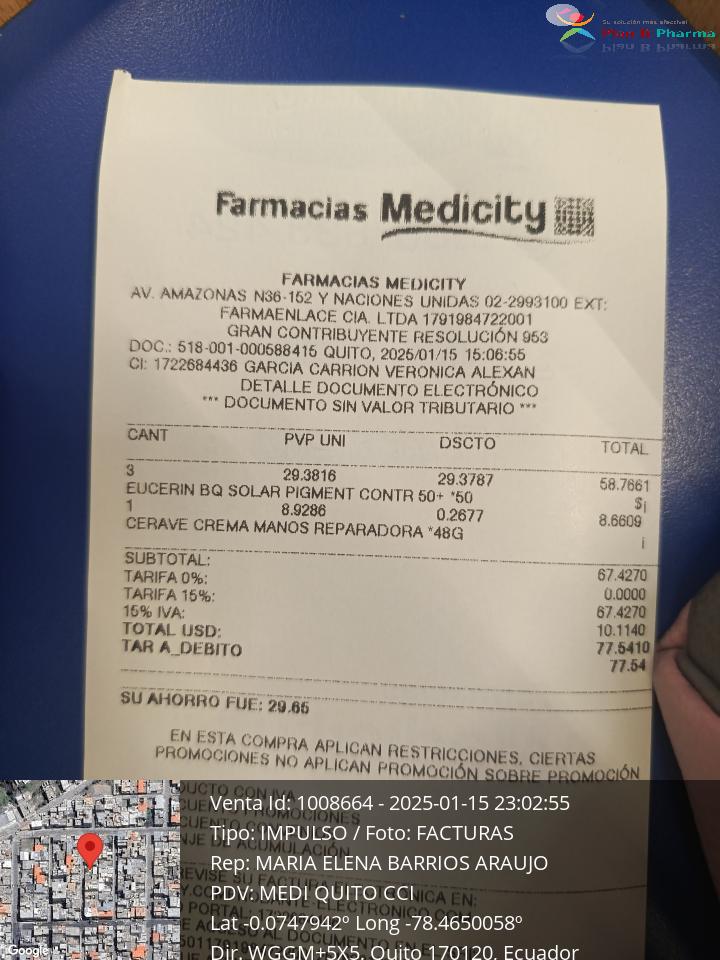 Su solución más efectiva!
Plan B Pharma
Farmacias Medicity
FARMACIAS MEDICITY
AV. AMAZONAS N36-152 Y NACIONES UNIDAS 02-2993100 EXT:
FARMAENLACE CIA. LTDA 1791984722001
GRAN CONTRIBUYENTE RESOLUCIÓN 953
DOC.: 518-001-000588415 QUITO, 2025/01/15 15:06:55
CI: 1722684436 GARCIA CARRION VERONICA ALEXAN
DETALLE DOCUMENTO ELECTRÓNICO
*** DOCUMENTO SIN VALOR TRIBUTARIO ***
CANT PVP UNI DSCTO TOTAL
3 29.3816 29.3787 58.7661
EUCERIN BQ SOLAR PIGMENT CONTR 50+ *50 $¡
1 8.9286 0.2677 8.6609
CERAVE CREMA MANOS REPARADORA *48G ¡
SUBTOTAL: 67.4270
TARIFA 0%: 0.0000
TARIFA 15%: 67.4270
15% IVA: 10.1140
TOTAL USD: 77.5410
TAR A_DEBITO 77.54
SU AHORRO FUE: 29.65
EN ESTA COMPRA APLICAN RESTRICCIONES, CIERTAS
PROMOCIONES NO APLICAN PROMOCIÓN SOBRE PROMOCIÓN
Venta Id: 1008664 - 2025-01-15 23:02:55
Tipo: IMPULSO / Foto: FACTURAS
Rep: MARIA ELENA BARRIOS ARAUJO
PDV: MEDI QUITO CCI
Lat -0.0747942º Long -78.4650058º
Dir. WGGM+5X5, Quito 170120, Ecuador
Google